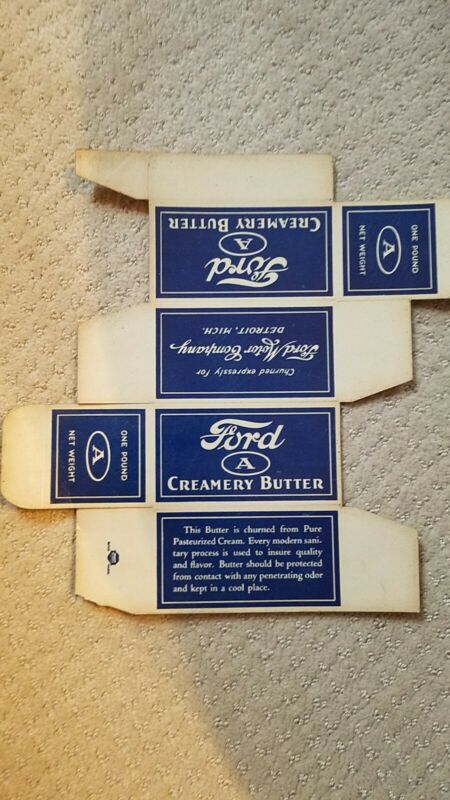 CREAMERY BUTTER
A
Ford
ONE POUND
A
NET WEIGHT
Churned expressly for
Ford Motor Company
DETROIT, MICH.
ONE POUND
A
NET WEIGHT
Ford
A
CREAMERY BUTTER
This Butter is churned from Pure
Pasteurized Cream. Every modern sani-
tary process is used to insure quality
and flavor. Butter should be protected
from contact with any penetrating odor
and kept in a cool place.